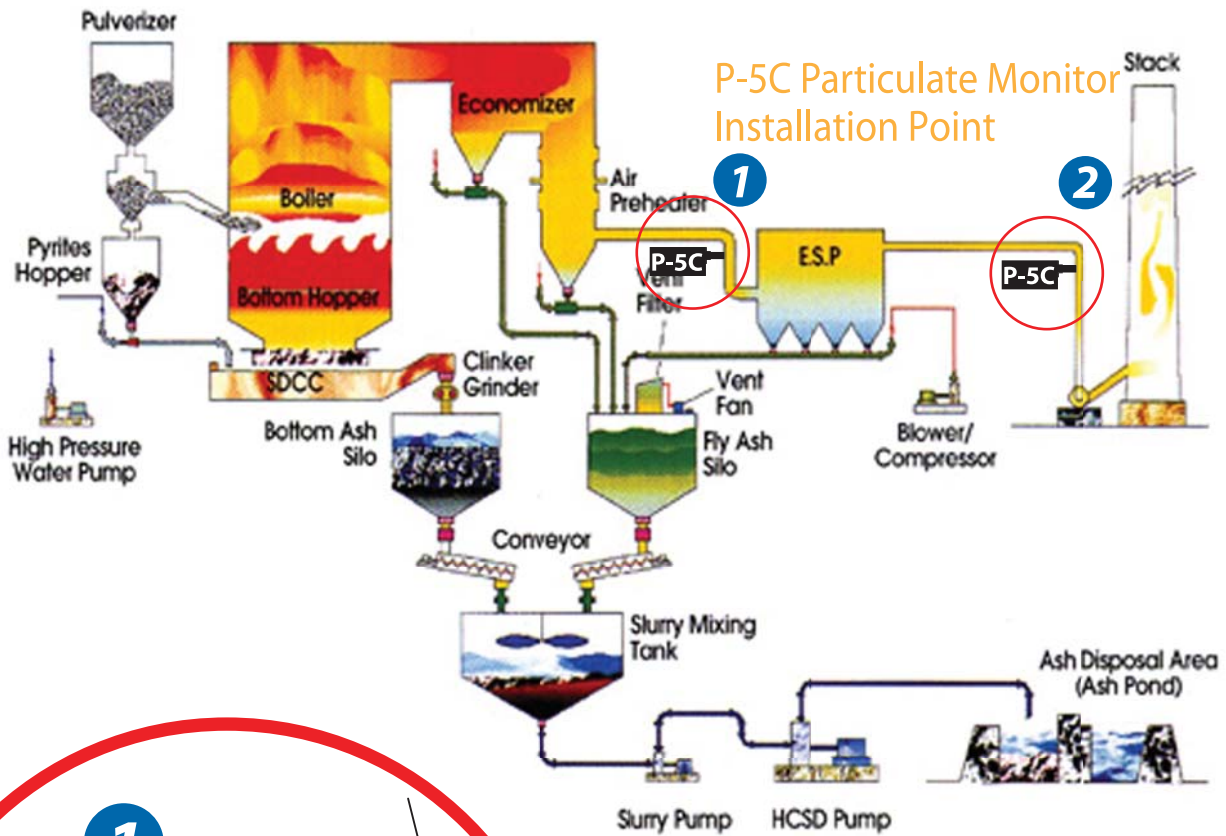 Pulverizer
P-5C Particulate Monitor
Installation Point
Stack
Economizer
1
2
Boiler
Air
Preheater
Pyrites
Hopper
P-5C
E.S.P
P-5C
Vent
Filter
Bottom Hopper
SDCC
Clinker
Grinder
Vent
Fan
High Pressure
Water Pump
Bottom Ash
Silo
Fly Ash
Silo
Blower/
Compressor
Conveyor
Slurry Mixing
Tank
Ash Disposal Area
(Ash Pond)
Slurry Pump
HCSD Pump
1